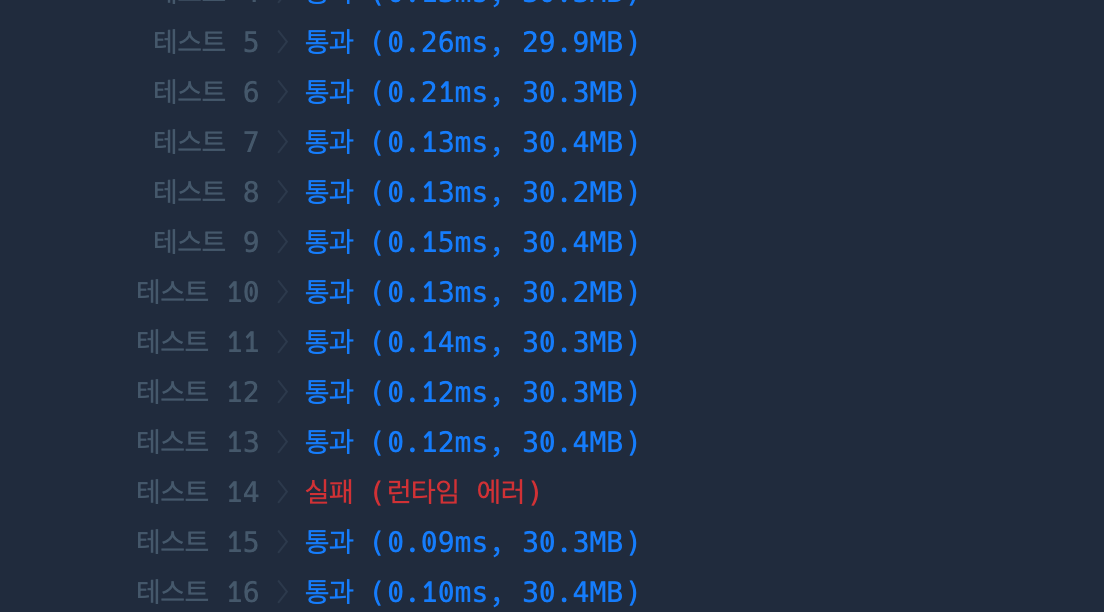 테스트 5 〉 통과 (0.26ms, 29.9MB)
테스트 6 〉 통과 (0.21ms, 30.3MB)
테스트 7 〉 통과 (0.13ms, 30.4MB)
테스트 8 〉 통과 (0.13ms, 30.2MB)
테스트 9 〉 통과 (0.15ms, 30.4MB)
테스트 10 〉 통과 (0.13ms, 30.2MB)
테스트 11 〉 통과 (0.14ms, 30.3MB)
테스트 12 〉 통과 (0.12ms, 30.3MB)
테스트 13 〉 통과 (0.12ms, 30.4MB)
테스트 14 〉 실패 (런타임 에러)
테스트 15 〉 통과 (0.09ms, 30.3MB)
테스트 16 〉 통과 (0.10ms, 30.4MB)